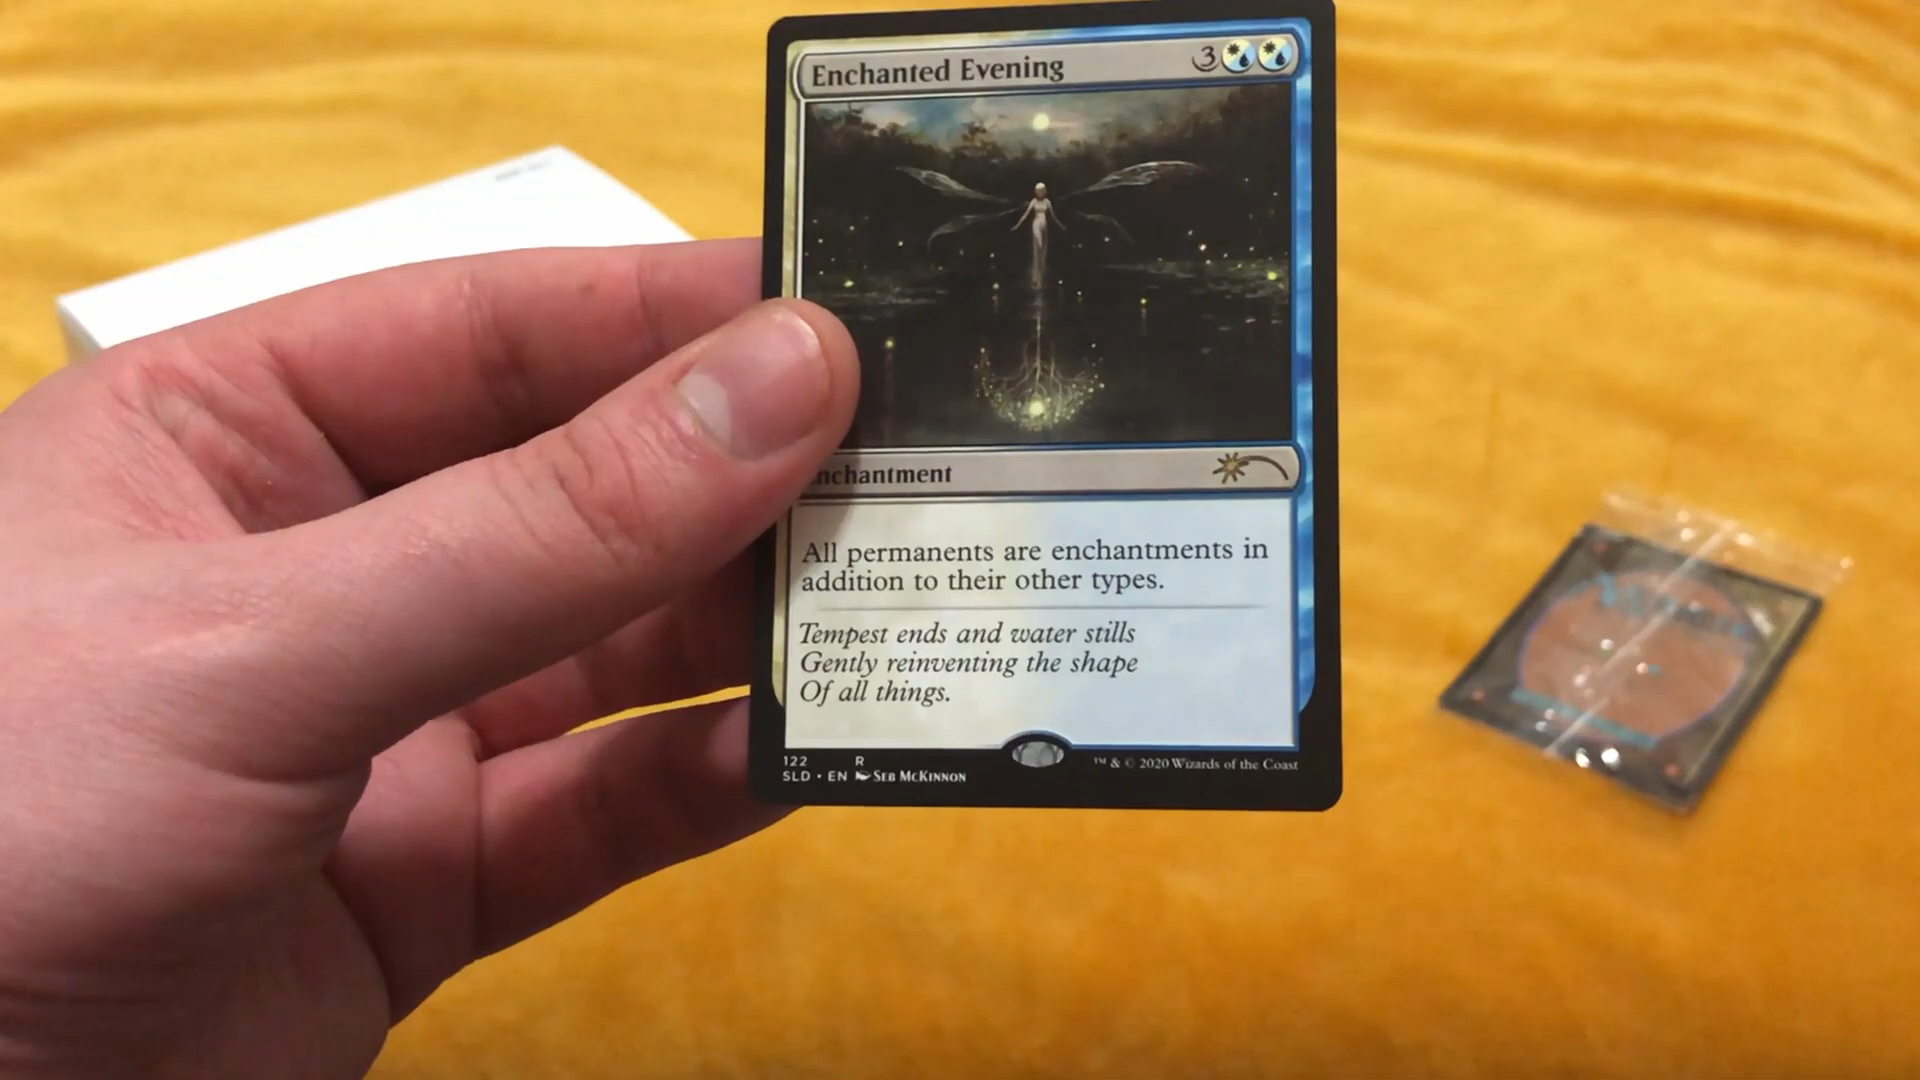 Enchanted Evening 3
nchantment
All permanents are enchantments in
addition to their other types.
Tempest ends and water stills
Gently reinventing the shape
Of all things.
122 R
SLD • EN Seb McKinnon
™ & © 2020 Wizards of the Coast